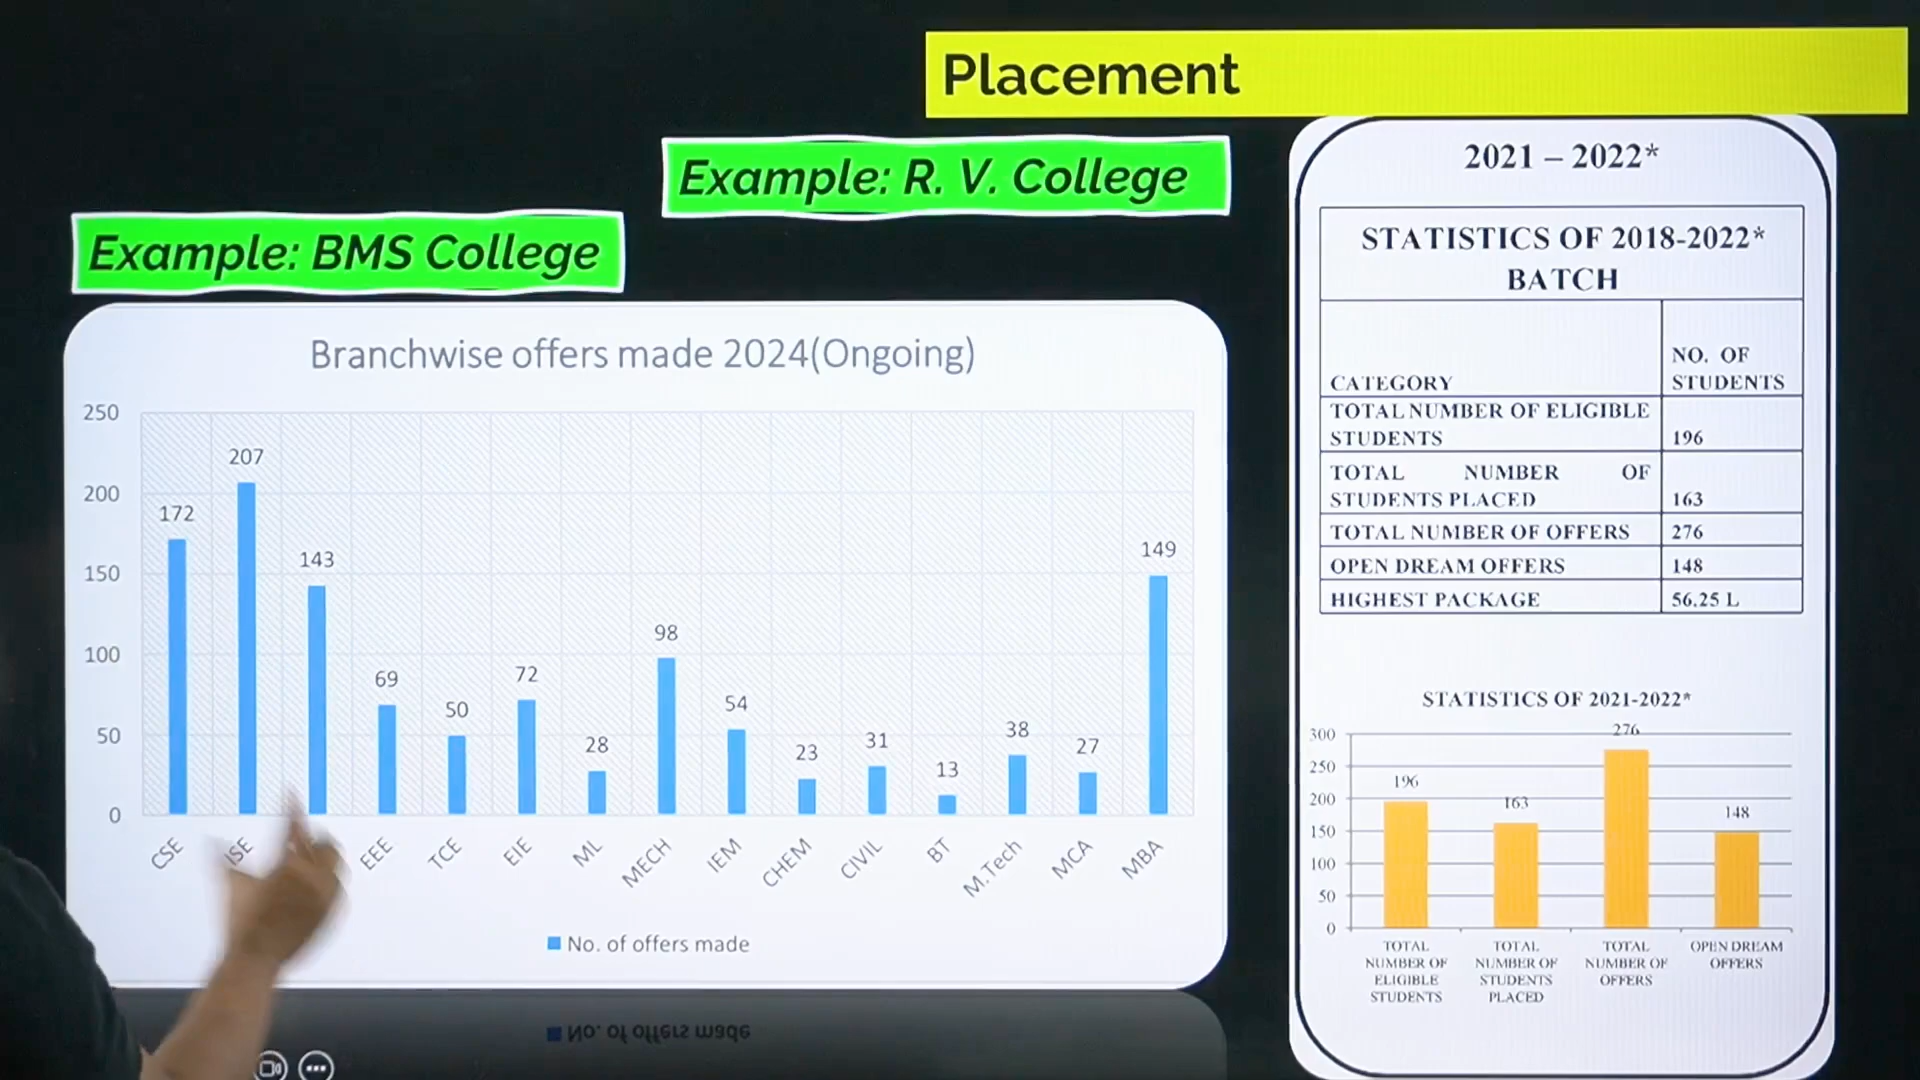 Placement
Example: R. V. College
Example: BMS College
Branchwise offers made 2024(Ongoing)
250
200
150
100
50
0
172
207
143
69
50
72
28
98
54
23
31
13
38
27
149
CSE
ISE
EEE
TCE
EIE
ML
MECH
IEM
CHEM
CIVIL
BT
M.Tech
MCA
MBA
No. of offers made
No. of offers made
2021 – 2022*
STATISTICS OF 2018-2022*
BATCH
CATEGORY
NO. OF
STUDENTS
TOTAL NUMBER OF ELIGIBLE
STUDENTS
196
TOTAL NUMBER OF
STUDENTS PLACED
163
TOTAL NUMBER OF OFFERS
276
OPEN DREAM OFFERS
148
HIGHEST PACKAGE
56.25 L
STATISTICS OF 2021-2022*
300
250
200
150
100
50
0
196
163
276
148
TOTAL
NUMBER OF
ELIGIBLE
STUDENTS
TOTAL
NUMBER OF
STUDENTS
PLACED
TOTAL
NUMBER OF
OFFERS
OPEN DREAM
OFFERS